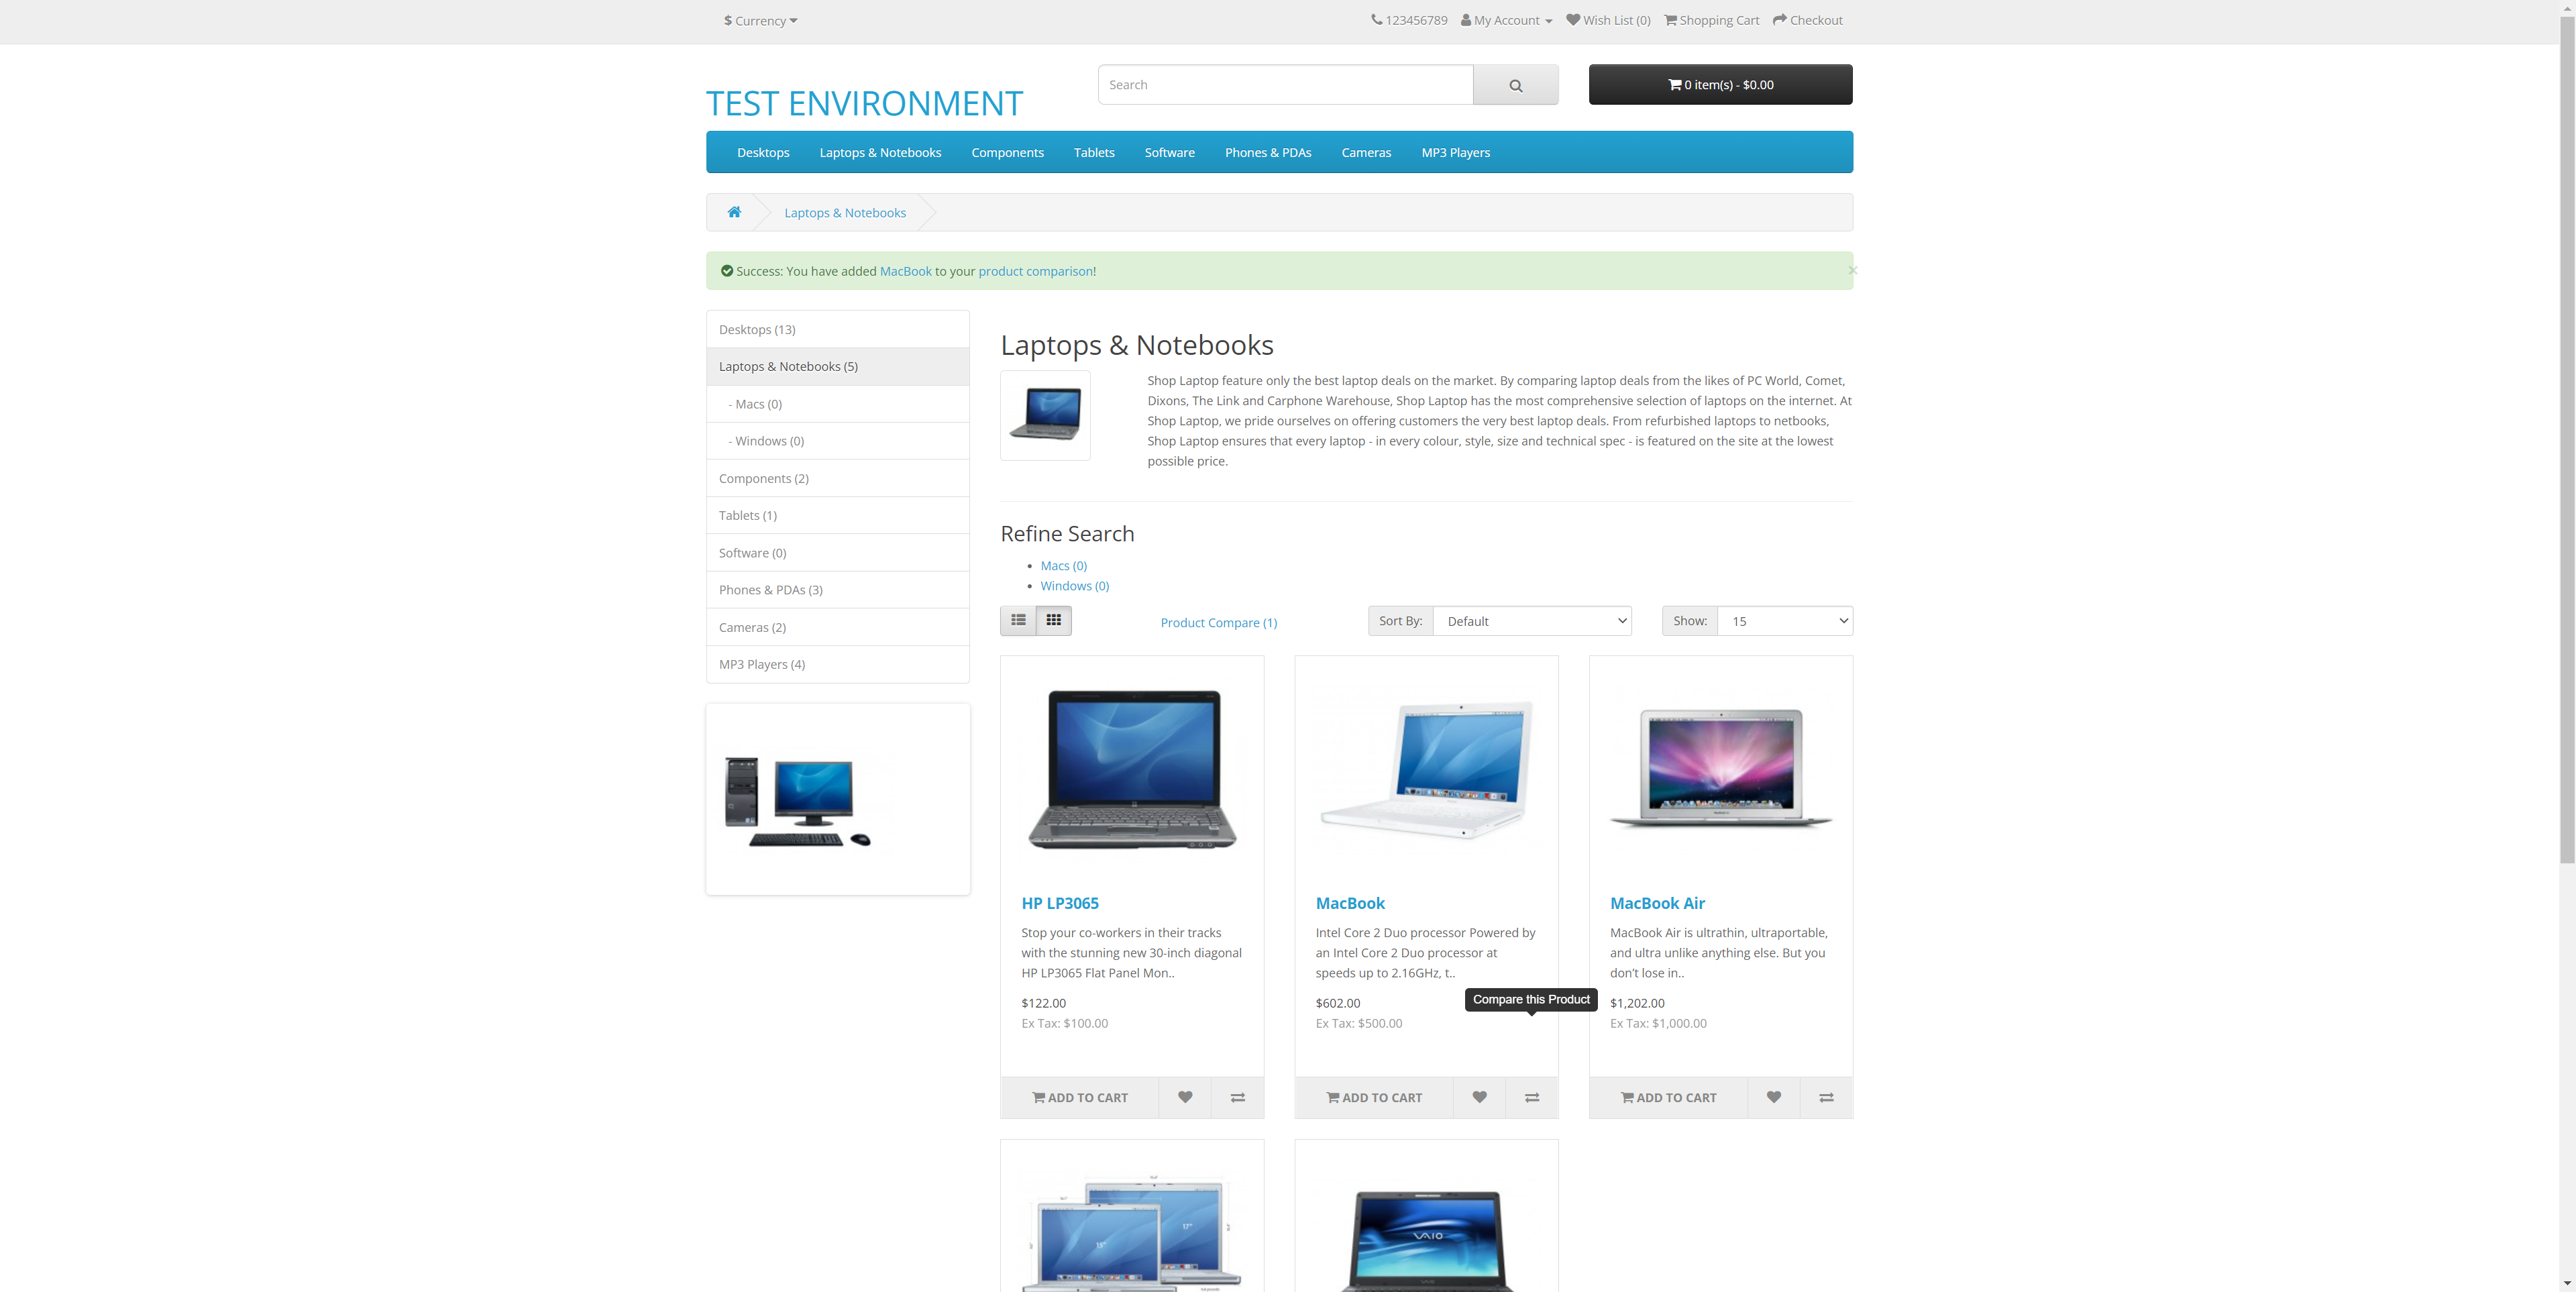 $ Currency
123456789 My Account Wish List (0) Shopping Cart Checkout
TEST ENVIRONMENT
Search
0 item(s) - $0.00
Desktops Laptops & Notebooks Components Tablets Software Phones & PDAs Cameras MP3 Players
Laptops & Notebooks
Success: You have added MacBook to your product comparison!
×
Desktops (13)
Laptops & Notebooks (5)
- Macs (0)
- Windows (0)
Components (2)
Tablets (1)
Software (0)
Phones & PDAs (3)
Cameras (2)
MP3 Players (4)
Laptops & Notebooks
Shop Laptop feature only the best laptop deals on the market. By comparing laptop deals from the likes of PC World, Comet,
Dixons, The Link and Carphone Warehouse, Shop Laptop has the most comprehensive selection of laptops on the internet. At
Shop Laptop, we pride ourselves on offering customers the very best laptop deals. From refurbished laptops to netbooks,
Shop Laptop ensures that every laptop - in every colour, style, size and technical spec - is featured on the site at the lowest
possible price.
Refine Search
• Macs (0)
• Windows (0)
Product Compare (1)
Sort By: Default
Show: 15
HP LP3065
Stop your co-workers in their tracks
with the stunning new 30-inch diagonal
HP LP3065 Flat Panel Mon..
$122.00
Ex Tax: $100.00
ADD TO CART
MacBook
Intel Core 2 Duo processor Powered by
an Intel Core 2 Duo processor at
speeds up to 2.16GHz, t..
$602.00
Ex Tax: $500.00
Compare this Product
ADD TO CART
MacBook Air
MacBook Air is ultrathin, ultraportable,
and ultra unlike anything else. But you
don't lose in..
$1,202.00
Ex Tax: $1,000.00
ADD TO CART
17"
15"
VAIO